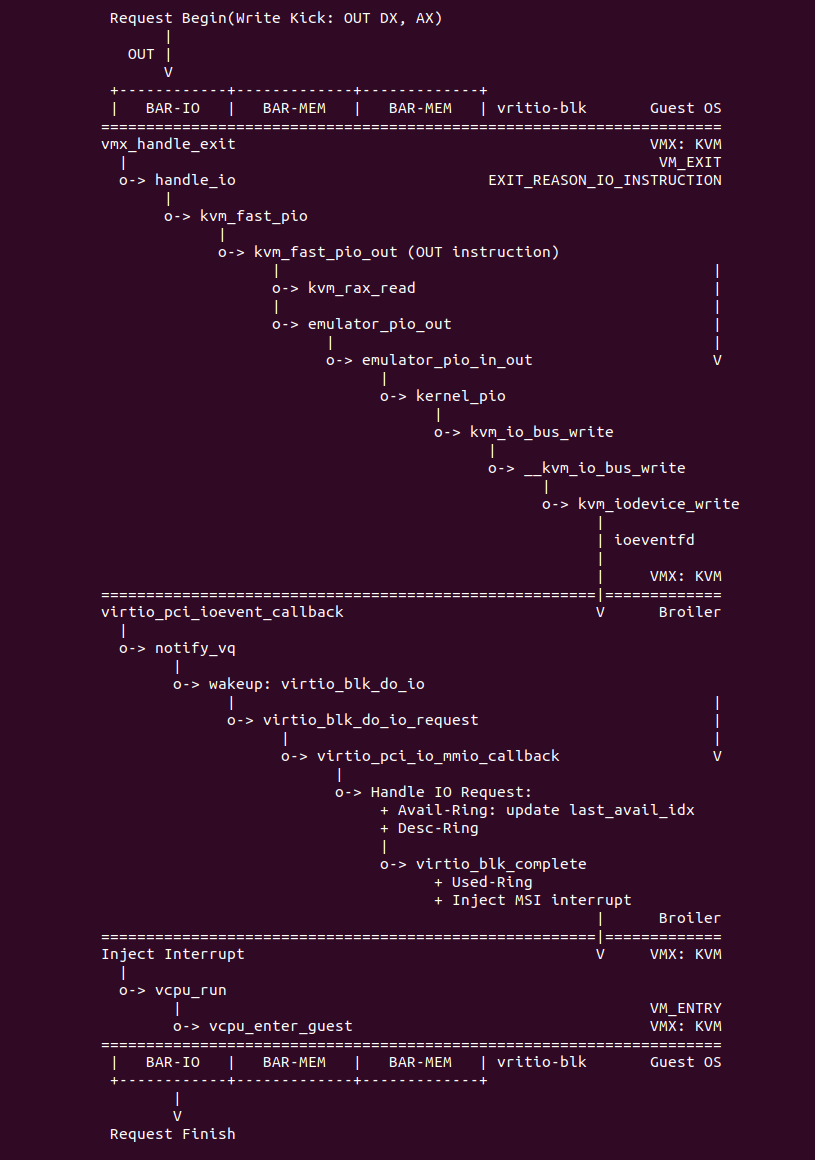 Request Begin(Write Kick: OUT DX, AX)
|
OUT |
V
+------------+-------------+-------------+
|   BAR-IO   |   BAR-MEM   |   BAR-MEM   | vritio-blk       Guest OS
=====================================================================
vmx_handle_exit                                              VMX: KVM
|                                                           VM_EXIT
o-> handle_io                            EXIT_REASON_IO_INSTRUCTION
|
o-> kvm_fast_pio
|
o-> kvm_fast_pio_out (OUT instruction)
|                                                |
o-> kvm_rax_read                                 |
|                                                |
o-> emulator_pio_out                             |
|                                          |
o-> emulator_pio_in_out                    V
|
o-> kernel_pio
|
o-> kvm_io_bus_write
|
o-> __kvm_io_bus_write
|
o-> kvm_iodevice_write
|
| ioeventfd
|
|     VMX: KVM
=======================================================|=============
virtio_pci_ioevent_callback                            V      Broiler
|
o-> notify_vq
|
o-> wakeup: virtio_blk_do_io
|                                                     |
o-> virtio_blk_do_io_request                          |
|                                               |
o-> virtio_pci_io_mmio_callback                 V
|
o-> Handle IO Request:
+ Avail-Ring: update last_avail_idx
+ Desc-Ring
|
o-> virtio_blk_complete
+ Used-Ring
+ Inject MSI interrupt
|      Broiler
=======================================================|=============
Inject Interrupt                                       V     VMX: KVM
|
o-> vcpu_run
|                                                    VM_ENTRY
o-> vcpu_enter_guest                                 VMX: KVM
=====================================================================
|   BAR-IO   |   BAR-MEM   |   BAR-MEM   | vritio-blk       Guest OS
+------------+-------------+-------------+
|
V
Request Finish